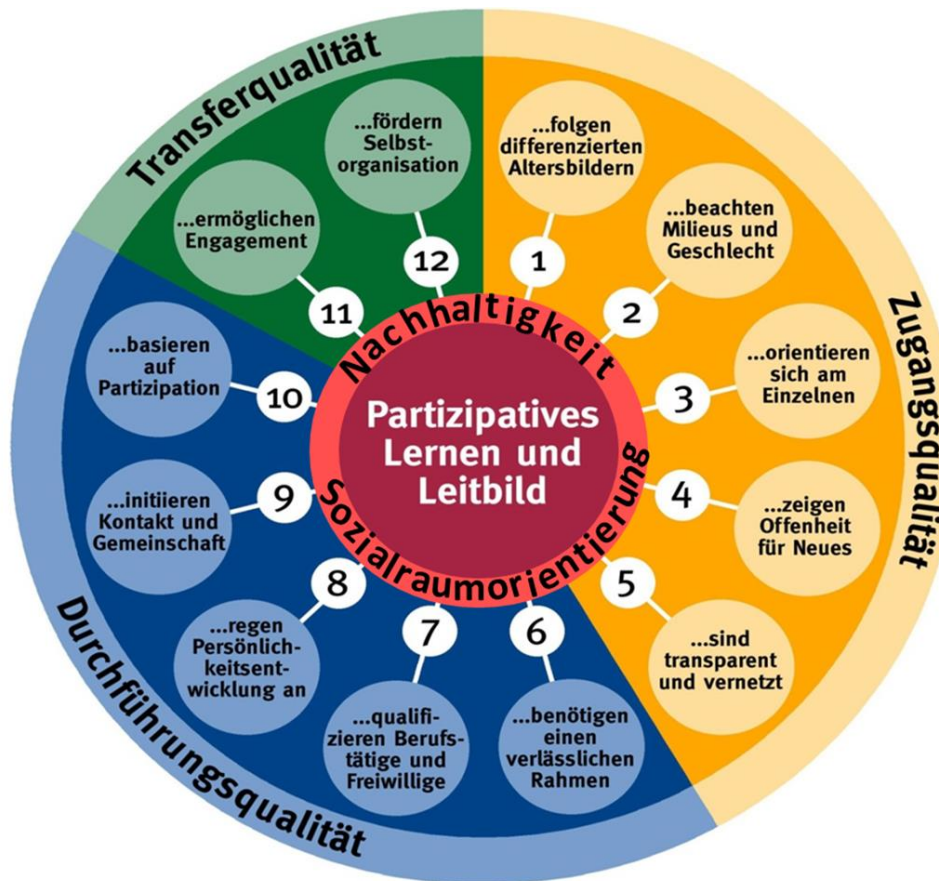 Transferqualität
Zugangsqualität
Durchführungsqualität
Nachhaltigkeit
Sozialraumorientierung
Partizipatives
Lernen und
Leitbild
1
...folgen
differenzierten
Altersbildern
2
...beachten
Milieus und
Geschlecht
3
...orientieren
sich am
Einzelnen
4
...zeigen
Offenheit
für Neues
5
...sind
transparent
und vernetzt
6
...benötigen
einen
verlässlichen
Rahmen
7
...qualifi-
zieren Berufs-
tätige und
Freiwillige
8
...regen
Persönlich-
keitsent-
wicklung an
9
...initiieren
Kontakt und
Gemeinschaft
10
...basieren
auf
Partizipation
11
...ermöglichen
Engagement
12
...fördern
Selbst-
organisation